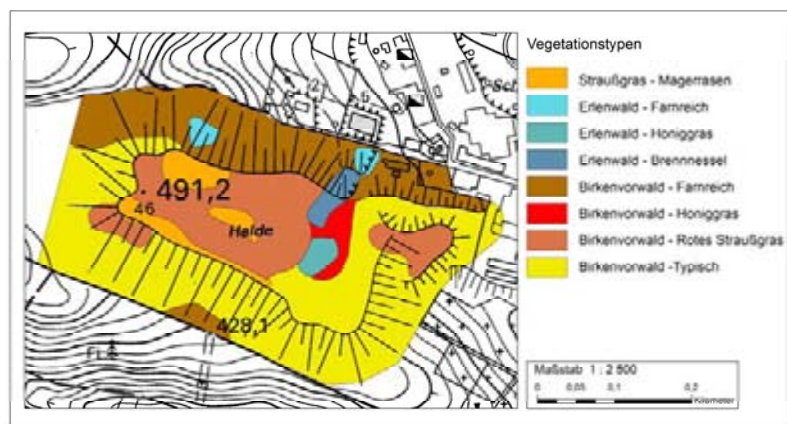 Vegetationstypen
Straußgras - Magerrasen
Erlenwald - Farnreich
Erlenwald - Honiggras
Erlenwald - Brennnessel
Birkenvorwald - Farnreich
Birkenvorwald - Honiggras
Birkenvorwald - Rotes Straußgras
Birkenvorwald - Typisch
491,2
46
Halde
428,1
Maßstab 1 : 2 500
0 0,05 0,1 0,2
Kilometer